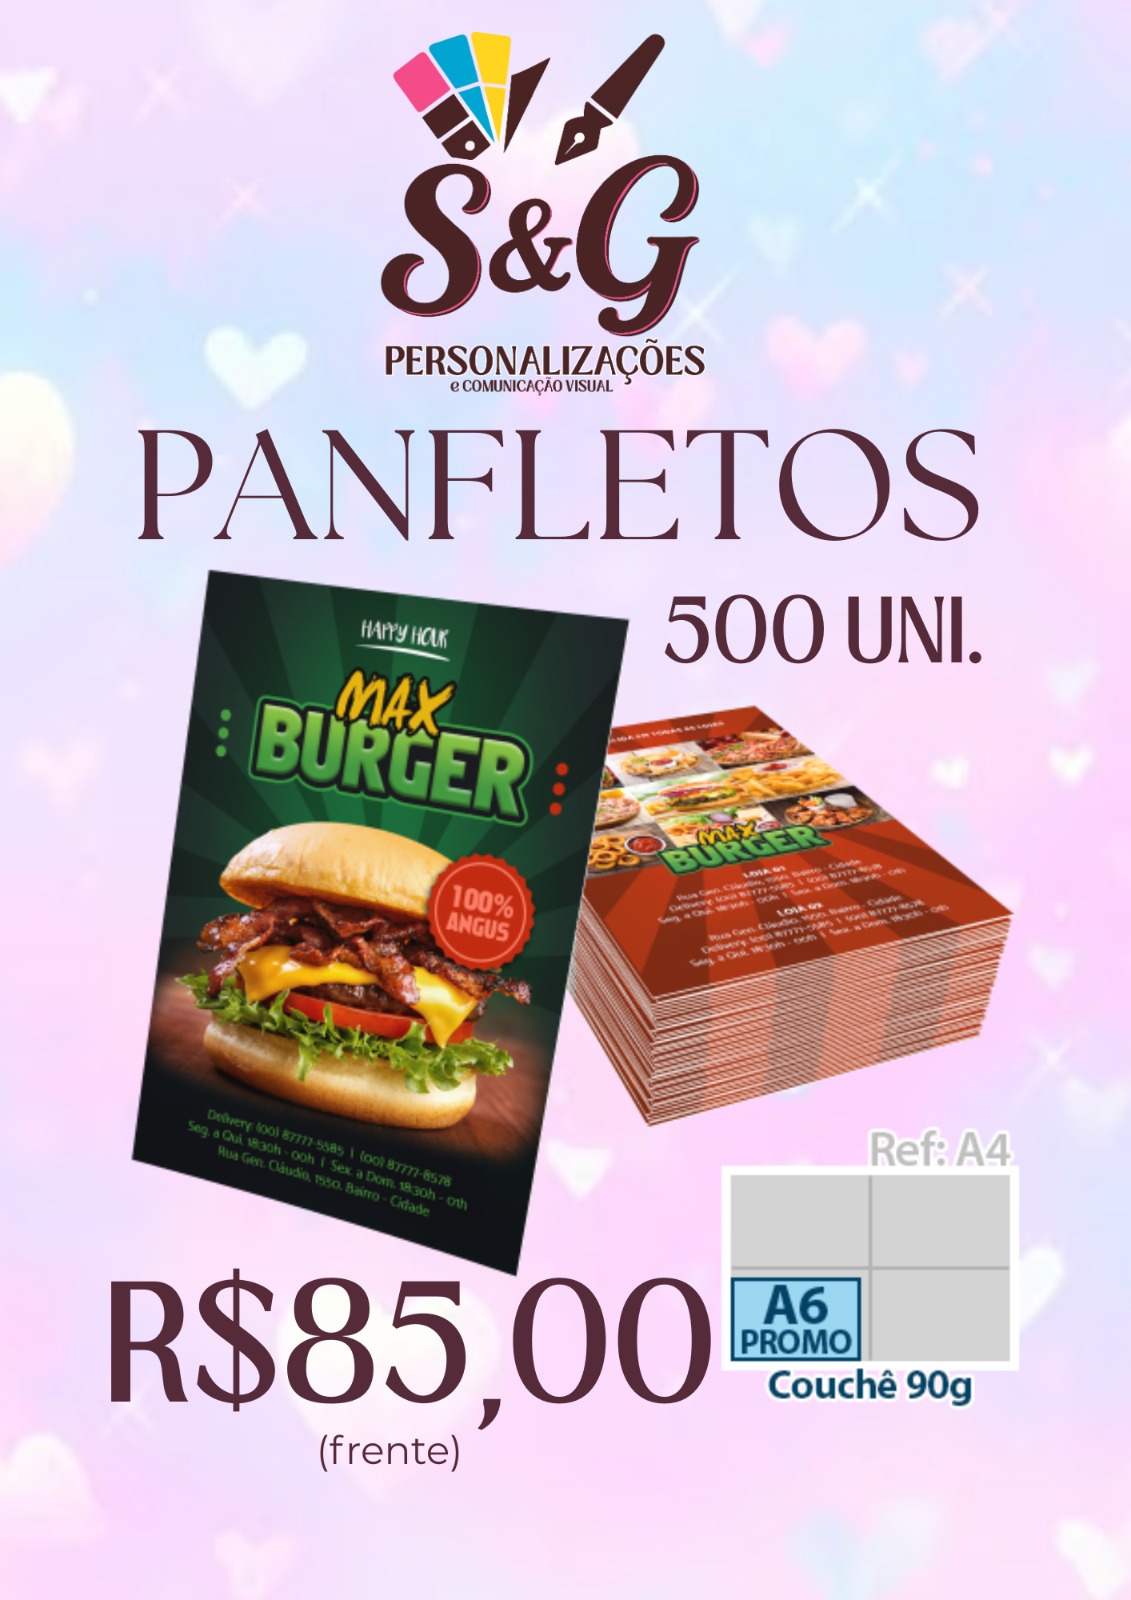 S&G
PERSONALIZAÇÕES
e COMUNICAÇÃO VISUAL
PANFLETOS
500 UNI.
HAPPY HOUR
MAX
BURGER
100%
ANGUS
Delivery: (00) 87777-5585 | (00) 87777-8578
Seg. a Qui. 18:30h - 00h | Sex. a Dom. 18:30h - 01h
Rua Gen. Cláudio, 1550. Bairro - Cidade
EM TODAS AS LOJAS
MAX
BURGER
LOJA 01
Rua Gen. Cláudio, 1550. Bairro - Cidade
Delivery: (00) 87777-5585 | (00) 87777-8578
Seg. a Qui. 18:30h - 00h | Sex. a Dom. 18:30h - 01h
LOJA 02
Rua Gen. Cláudio, 1500. Bairro - Cidade
Delivery: (00) 87777-5585 | (00) 87777-8578
Seg. a Qui. 18:30h - 00h | Sex. a Dom. 18:30h - 01h
Ref: A4
A6
PROMO
Couchê 90g
R$85,00
(frente)